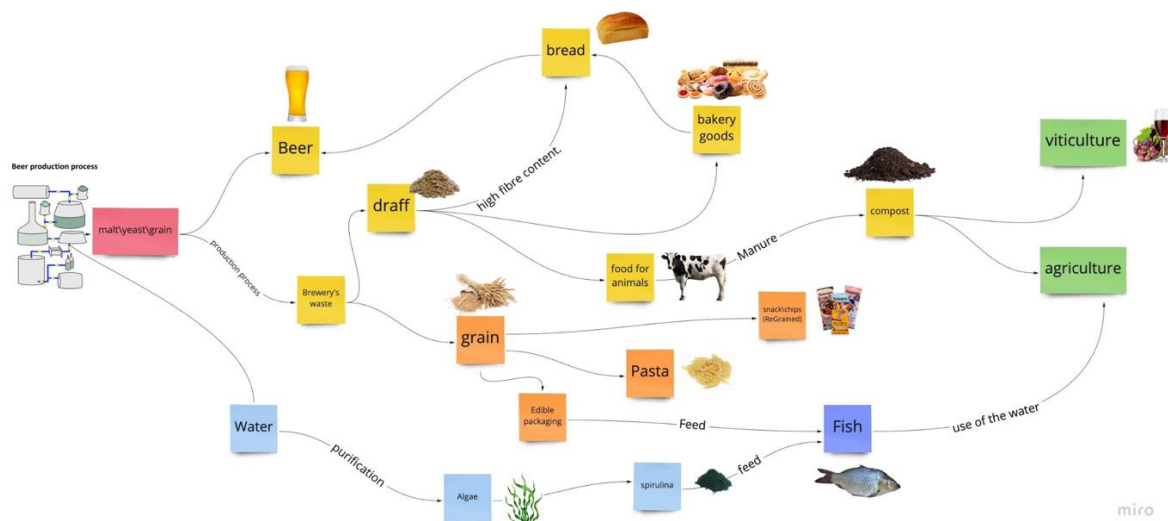 bread
bakery
goods
Beer
viticulture
Beer production process
high fibre content.
draff
compost
malt\yeast\grain
production process
Manure
food for
animals
agriculture
Brewery's
waste
grain
snack\chips
(ReGrained)
Pasta
Edible
packaging
Feed
Water
Fish
use of the water
purification
feed
Algae
spirulina
miro